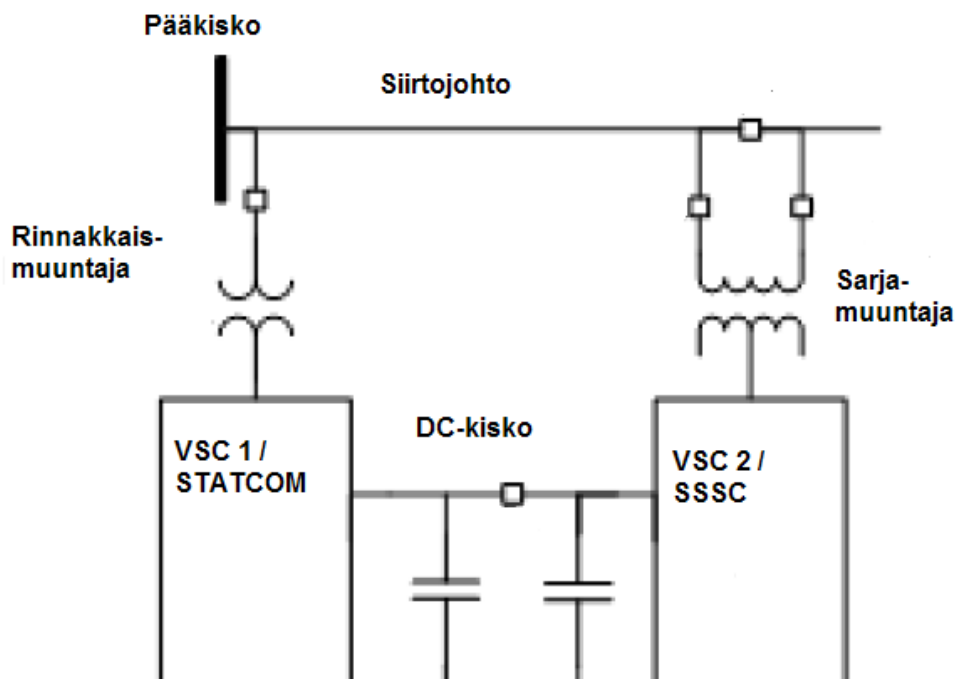 Pääkisko
Siirtojohto
Rinnakkais-
muuntaja
Sarja-
muuntaja
DC-kisko
VSC 1 /
STATCOM
VSC 2 /
SSSC